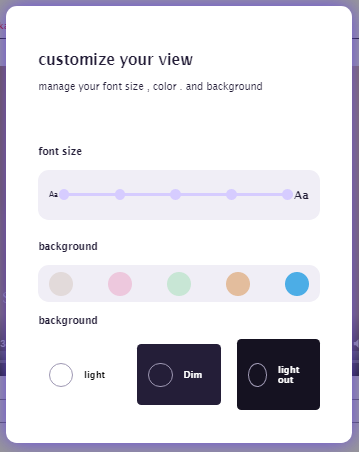 customize your view
manage your font size , color . and background
font size
Aa Aa
background
background
light Dim light
out